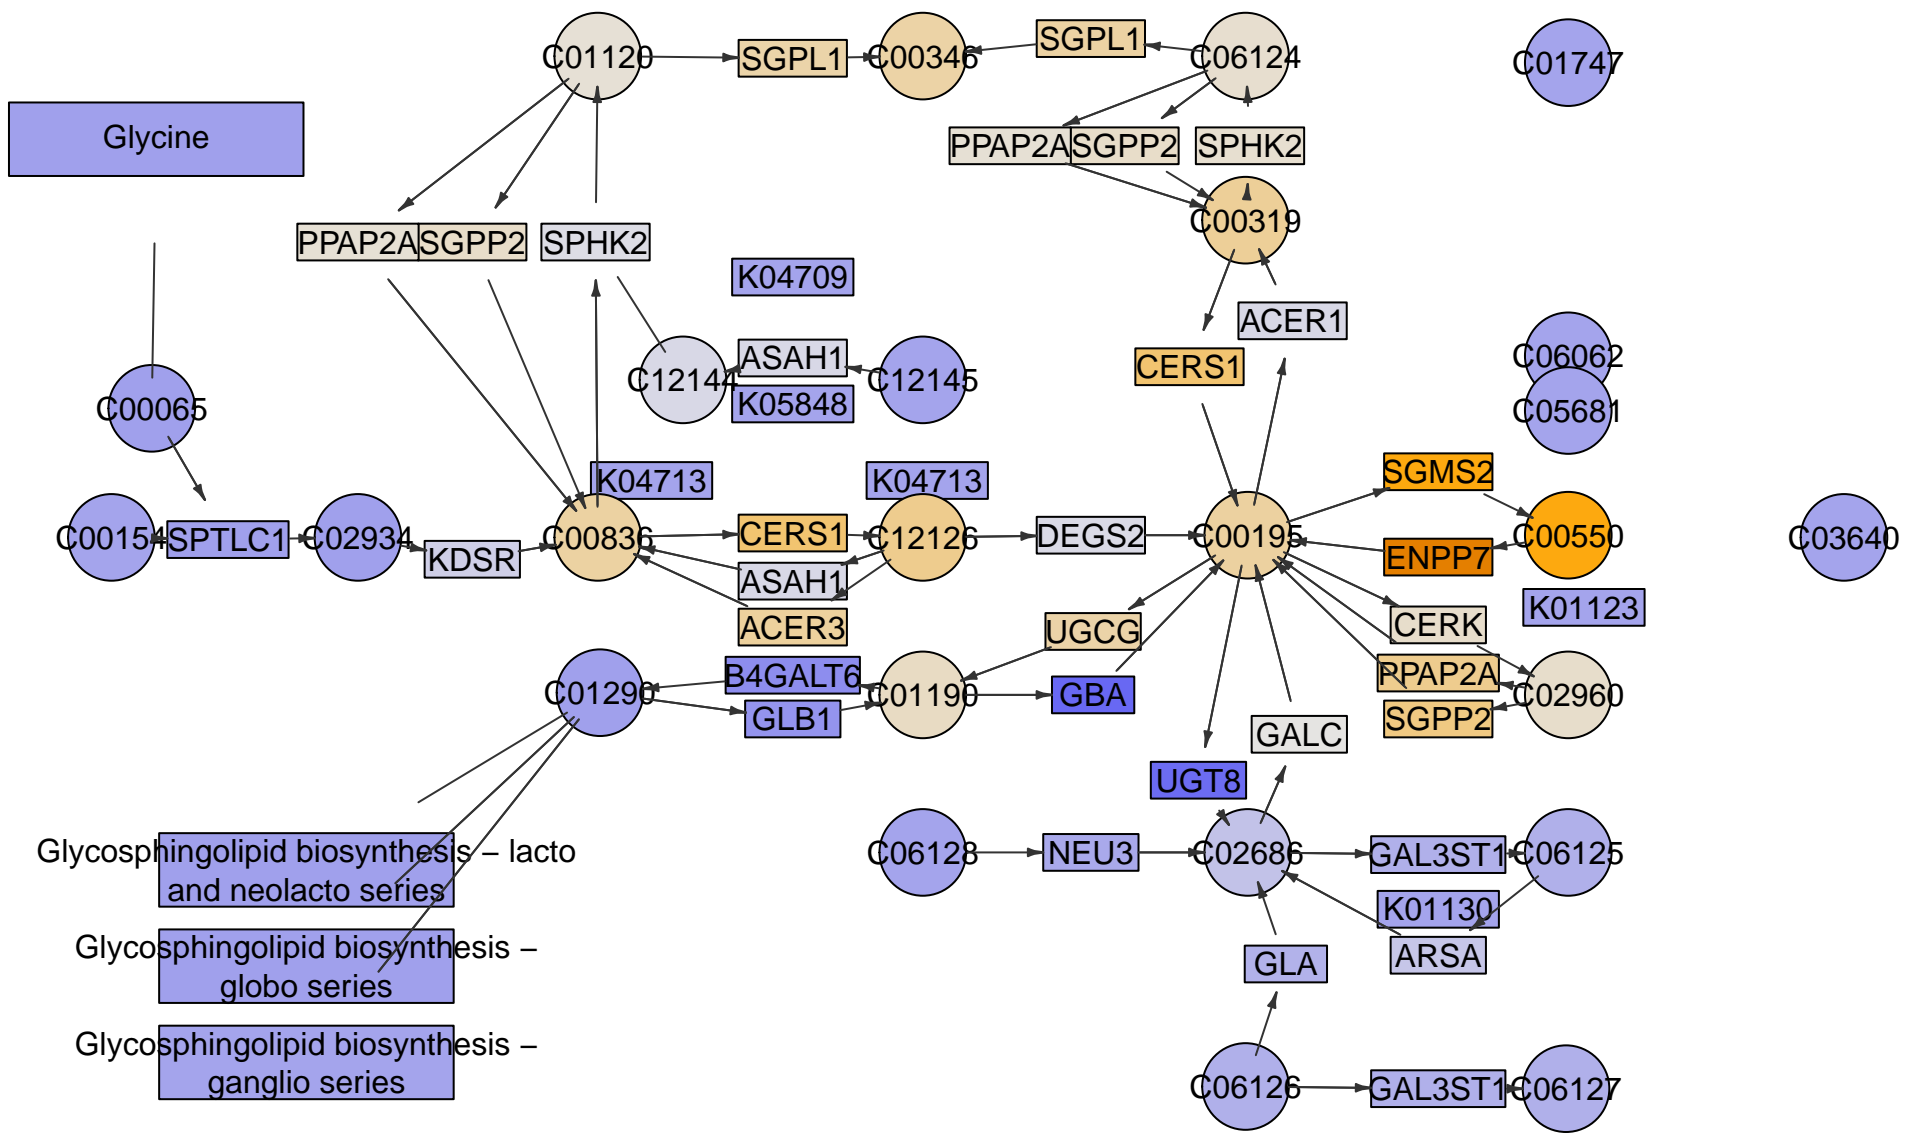 C01120
SGPL1
C00346
SGPL1
C06124
C01747
Glycine
PPAP2A
SGPP2
SPHK2
C00319
PPAP2A
SGPP2
SPHK2
K04709
ACER1
C06062
ASAH1
C12144
C12145
CERS1
K05848
C00065
C05681
K04713
K04713
SGMS2
C00154
SPTLC1
C02934
KDSR
C00836
CERS1
C12126
DEGS2
C00195
C00550
C03640
ENPP7
ASAH1
K01123
ACER3
UGCG
CERK
B4GALT6
PPAP2A
C01290
C01190
GBA
C02960
GLB1
SGPP2
GALC
UGT8
Glycosphingolipid biosynthesis – lacto
and neolacto series
C06128
NEU3
C02686
GAL3ST1
C06125
K01130
Glycosphingolipid biosynthesis –
globo series
GLA
ARSA
Glycosphingolipid biosynthesis –
ganglio series
C06126
GAL3ST1
C06127